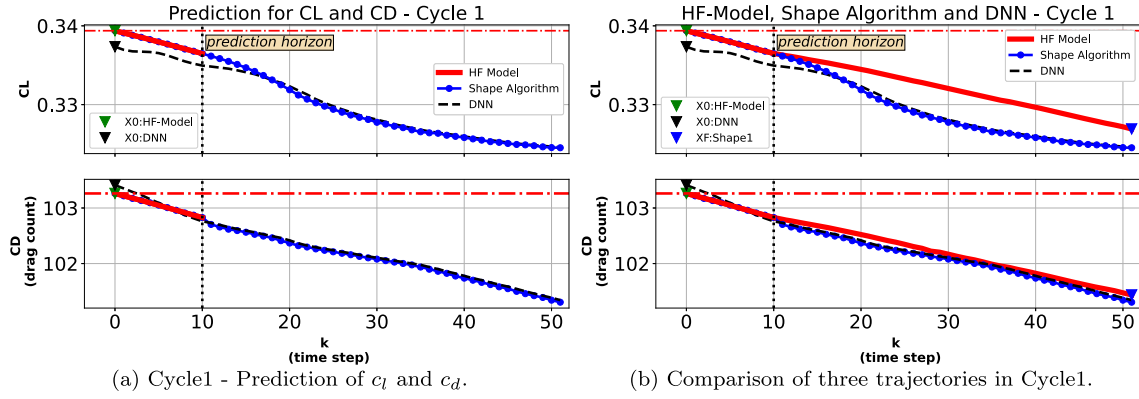 Prediction for CL and CD - Cycle 1
0.34
0.33
CL
prediction horizon
HF Model
Shape Algorithm
DNN
X0:HF-Model
X0:DNN
103
102
CD
(drag count)
0 10 20 30 40 50
k
(time step)
(a) Cycle1 - Prediction of c_l and c_d.
HF-Model, Shape Algorithm and DNN - Cycle 1
0.34
0.33
CL
prediction horizon
HF Model
Shape Algorithm
DNN
X0:HF-Model
X0:DNN
XF:Shape1
103
102
CD
(drag count)
0 10 20 30 40 50
k
(time step)
(b) Comparison of three trajectories in Cycle1.